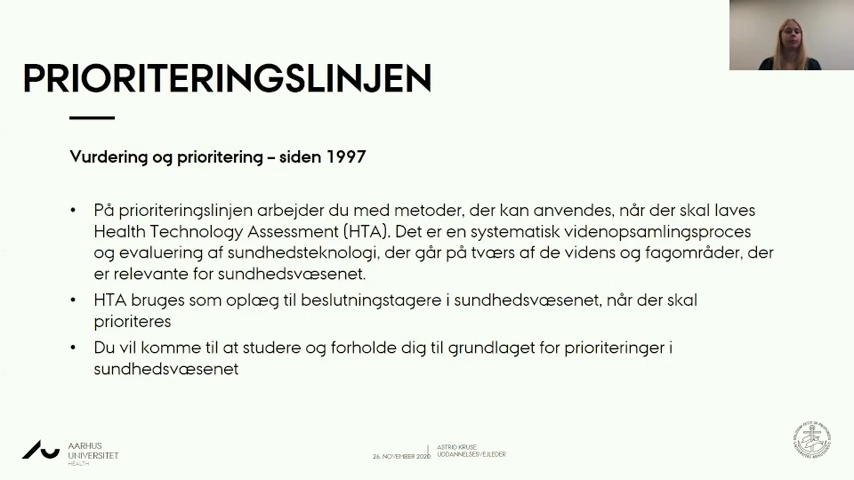 PRIORITERINGSLINJEN
Vurdering og prioritering – siden 1997
• På prioriteringslinjen arbejder du med metoder, der kan anvendes, når der skal laves
Health Technology Assessment (HTA). Det er en systematisk videnopsamlingsproces
og evaluering af sundhedsteknologi, der går på tværs af de videns og fagområder, der
er relevante for sundhedsvæsenet.
• HTA bruges som oplæg til beslutningstagere i sundhedsvæsenet, når der skal
prioriteres
• Du vil komme til at studere og forholde dig til grundlaget for prioriteringer i
sundhedsvæsenet
AARHUS
UNIVERSITET
HEALTH
26. NOVEMBER 2020
ASTRID KRUSE
UDDANNELSESVEJLEDER